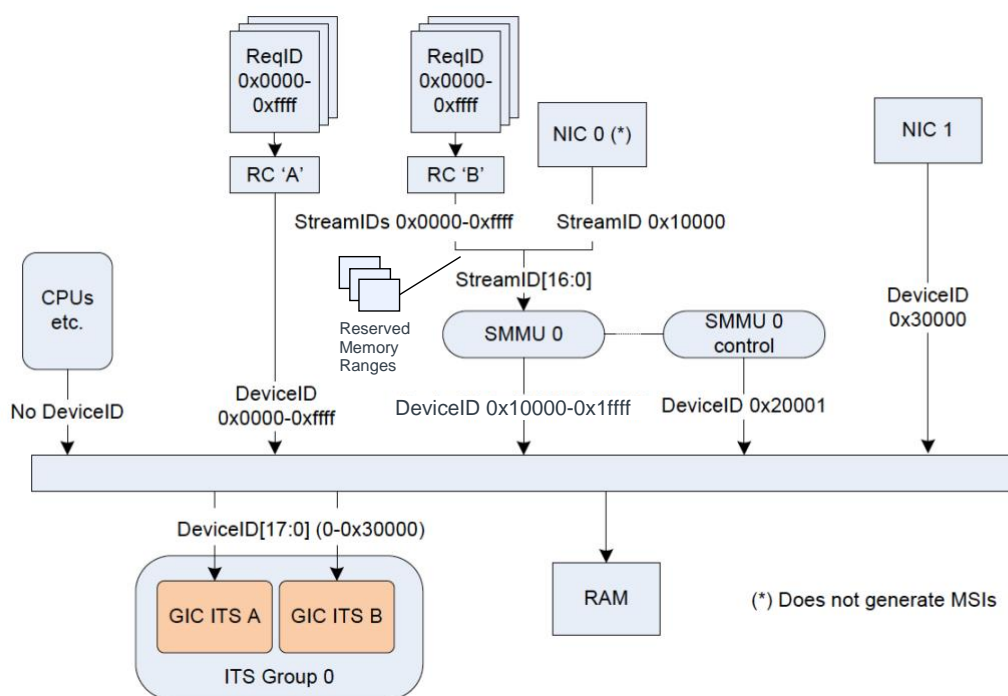 ReqID
0x0000-
0xffff
ReqID
0x0000-
0xffff
NIC 0 (*)
NIC 1
RC ‘A’
RC ‘B’
StreamIDs 0x0000-0xffff
StreamID 0x10000
StreamID[16:0]
CPUs
etc.
Reserved
Memory
Ranges
SMMU 0
SMMU 0
control
DeviceID
0x30000
No DeviceID
DeviceID
0x0000-0xffff
DeviceID 0x10000-0x1ffff
DeviceID 0x20001
DeviceID[17:0] (0-0x30000)
GIC ITS A
GIC ITS B
ITS Group 0
RAM
(*) Does not generate MSIs